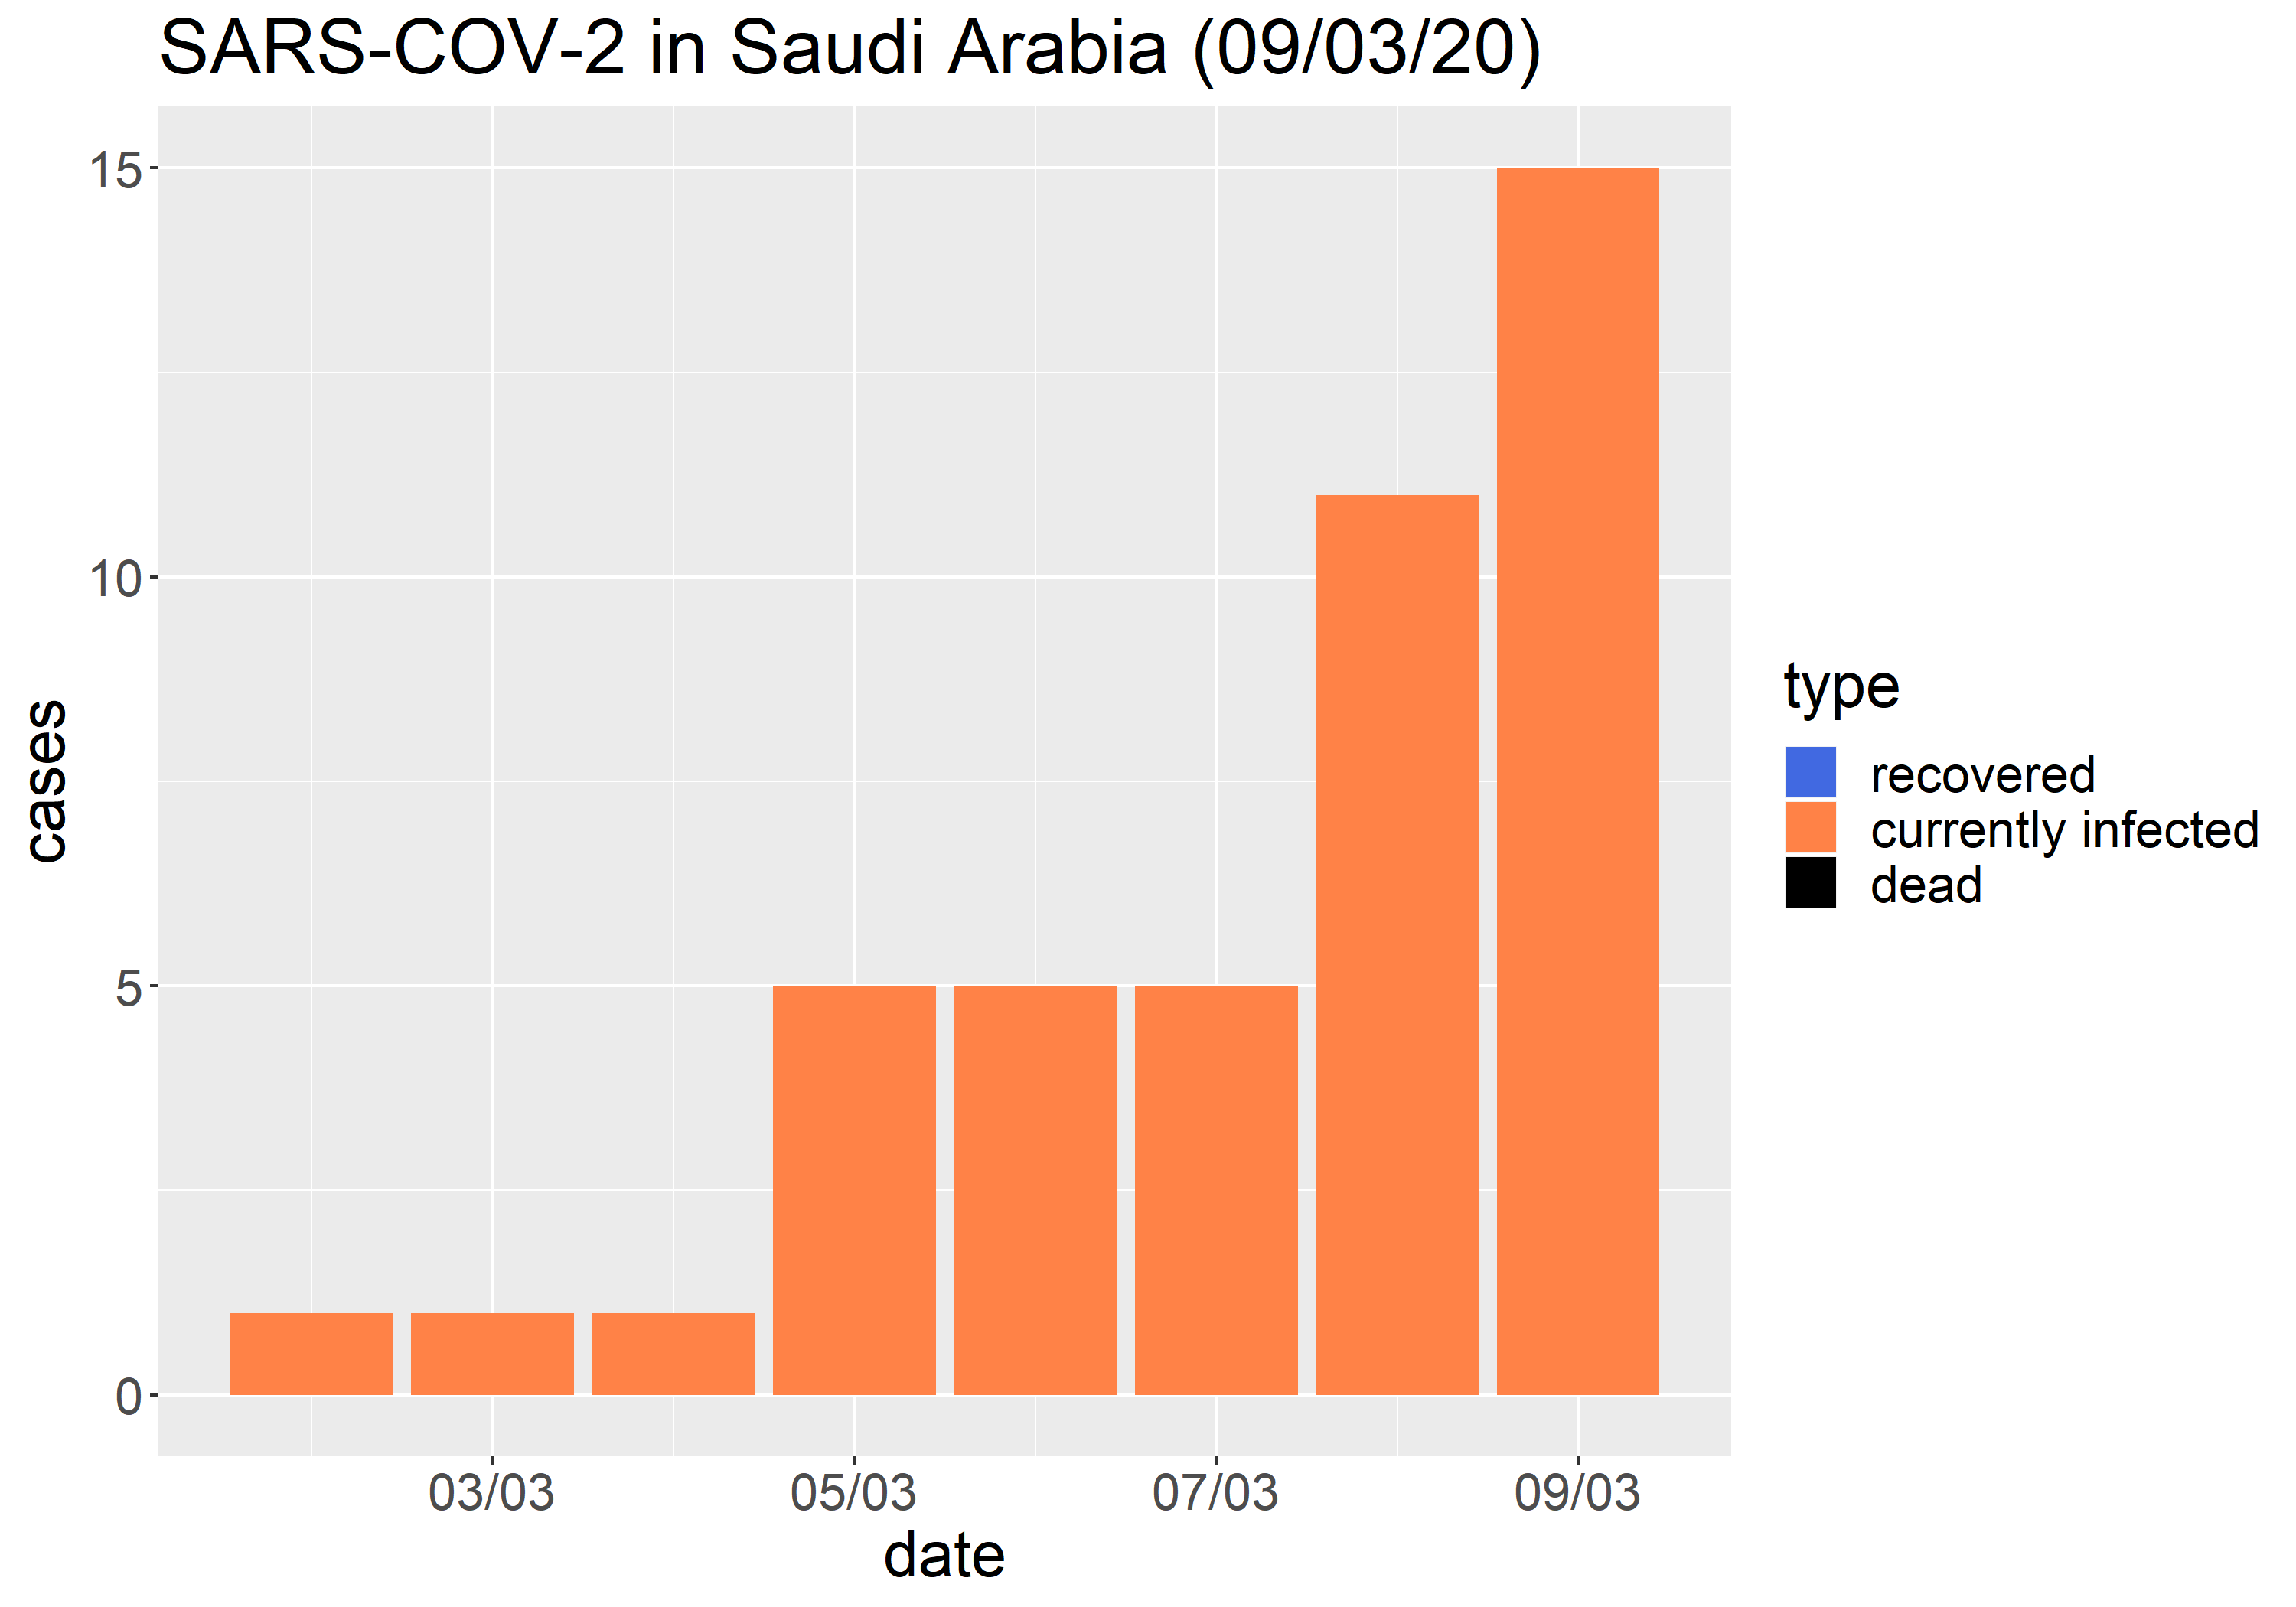 SARS-COV-2 in Saudi Arabia (09/03/20)
cases
15
10
5
0
03/03 05/03 07/03 09/03
date
type
recovered
currently infected
dead